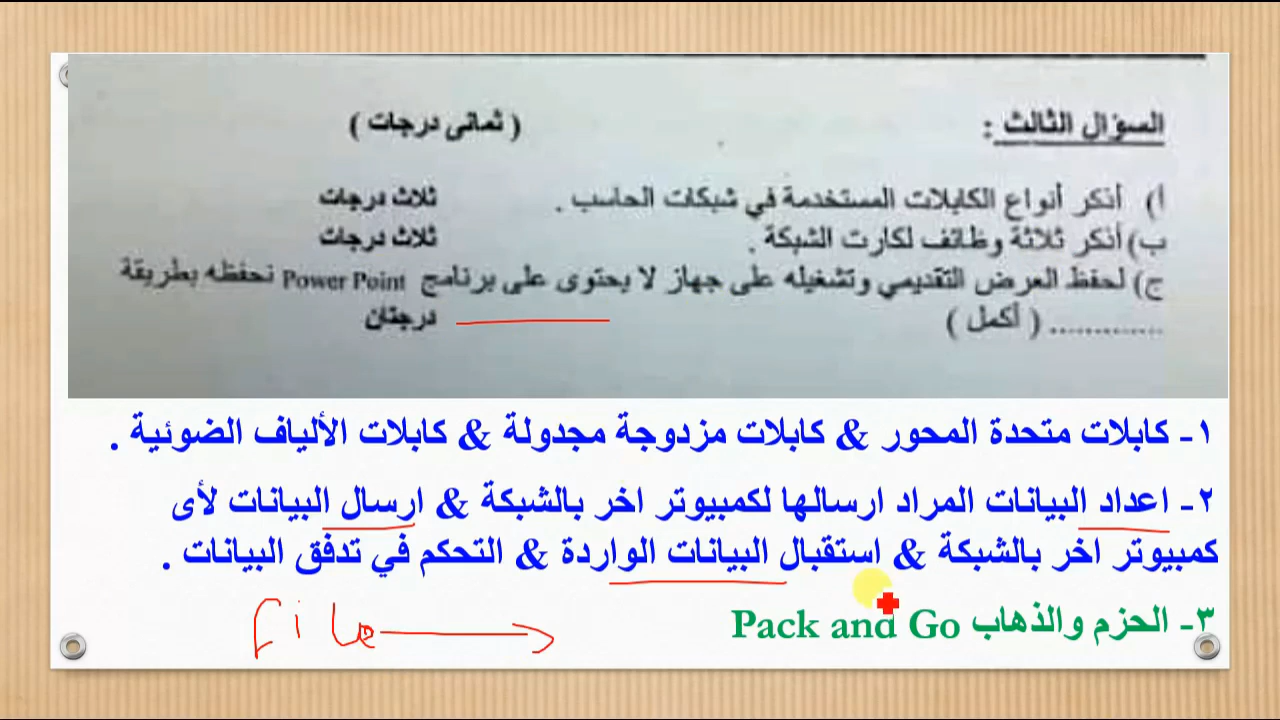 السؤال الثالث : ( ثمانى درجات )
أ) أذكر أنواع الكابلات المستخدمة في شبكات الحاسب . ثلاث درجات
ب) أذكر ثلاثة وظائف لكارت الشبكة . ثلاث درجات
ج) لحفظ العرض التقديمي وتشغيله على جهاز لا يحتوى على برنامج Power Point نحفظه بطريقة
............. ( أكمل ) درجتان
١- كابلات متحدة المحور & كابلات مزدوجة مجدولة & كابلات الألياف الضوئية .
٢- اعداد البيانات المراد ارسالها لكمبيوتر اخر بالشبكة & ارسال البيانات لأى
كمبيوتر اخر بالشبكة & استقبال البيانات الواردة & التحكم في تدفق البيانات .
٣- الحزم والذهاب Pack and Go
File